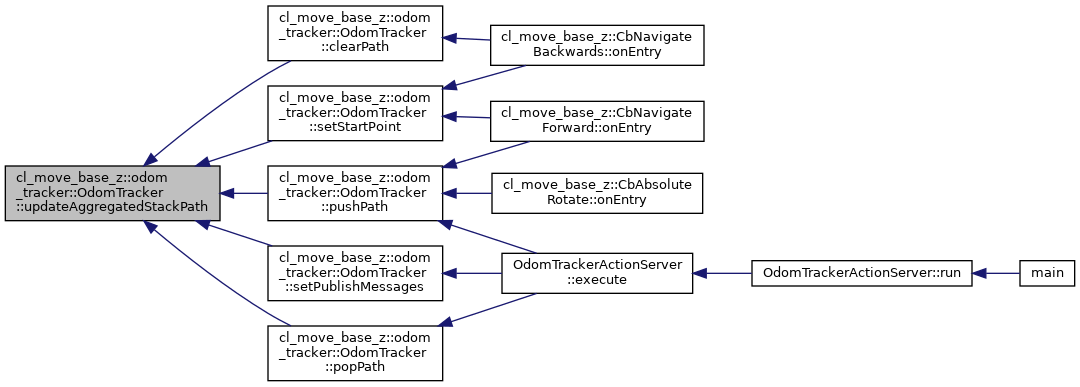 cl_move_base_z::odom
_tracker::OdomTracker
::updateAggregatedStackPath
cl_move_base_z::odom
_tracker::OdomTracker
::clearPath
cl_move_base_z::odom
_tracker::OdomTracker
::setStartPoint
cl_move_base_z::odom
_tracker::OdomTracker
::pushPath
cl_move_base_z::odom
_tracker::OdomTracker
::setPublishMessages
cl_move_base_z::odom
_tracker::OdomTracker
::popPath
cl_move_base_z::CbNavigate
Backwards::onEntry
cl_move_base_z::CbNavigate
Forward::onEntry
cl_move_base_z::CbAbsolute
Rotate::onEntry
OdomTrackerActionServer
::execute
OdomTrackerActionServer::run
main